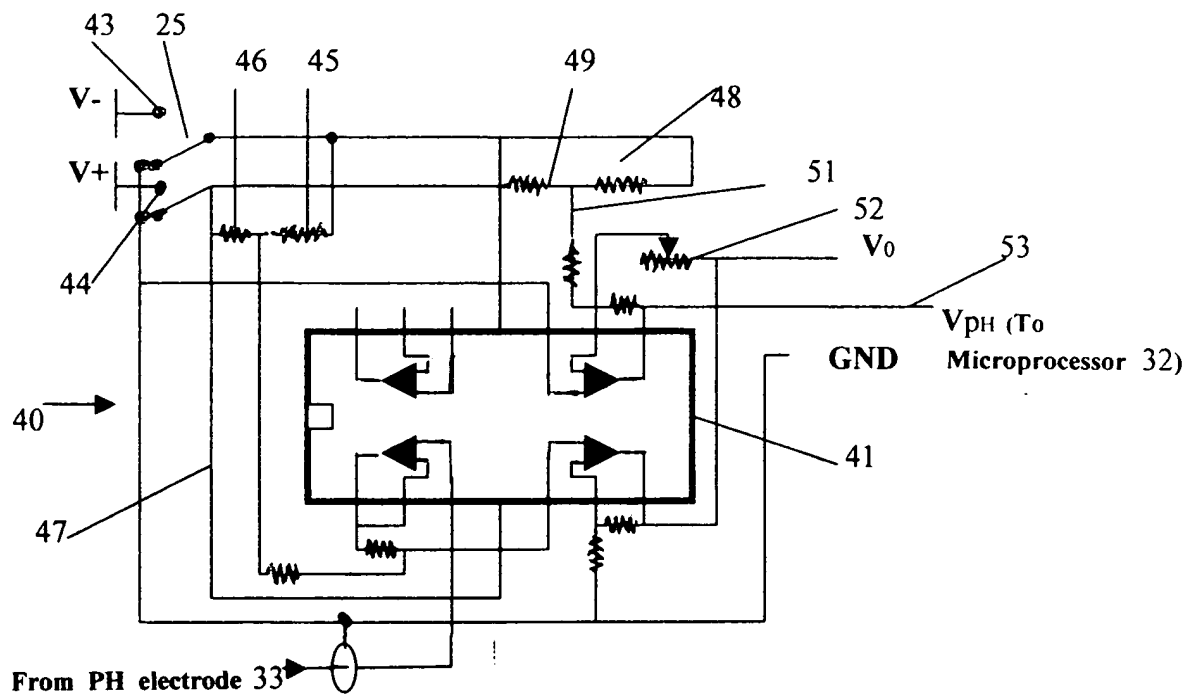 43
25
46
45
49
48
V-
V+
51
52
V0
53
44
VPH (To
Microprocessor 32)
GND
40
41
47
From PH electrode 33